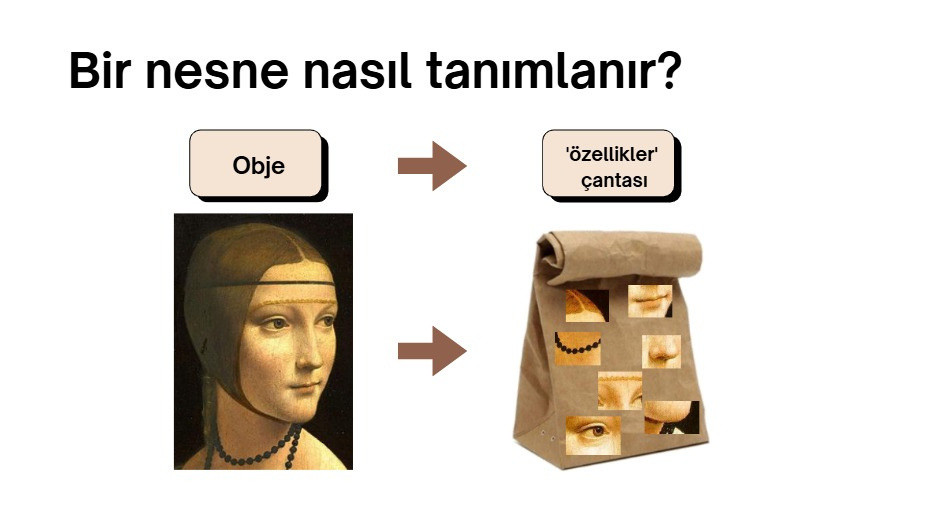 Bir nesne nasıl tanımlanır?
Obje
'özellikler'
çantası